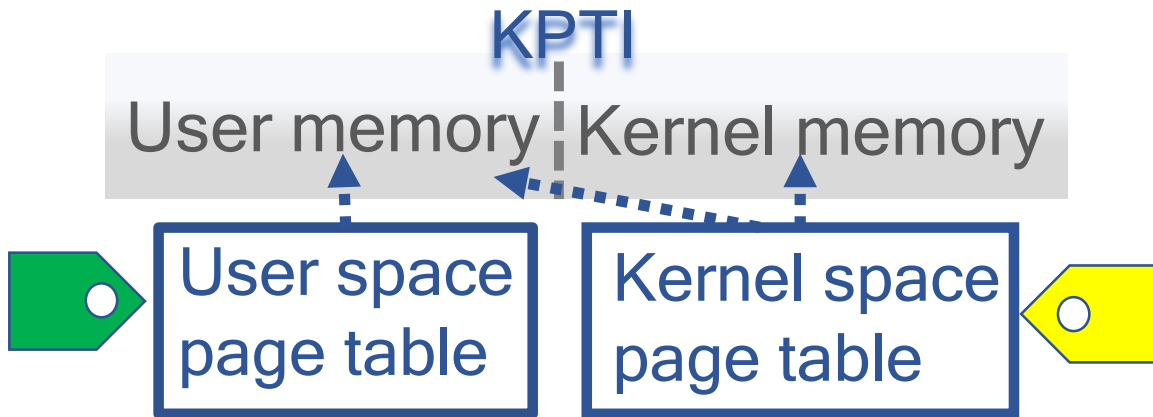 KPTI
User memory
Kernel memory
User space
page table
Kernel space
page table